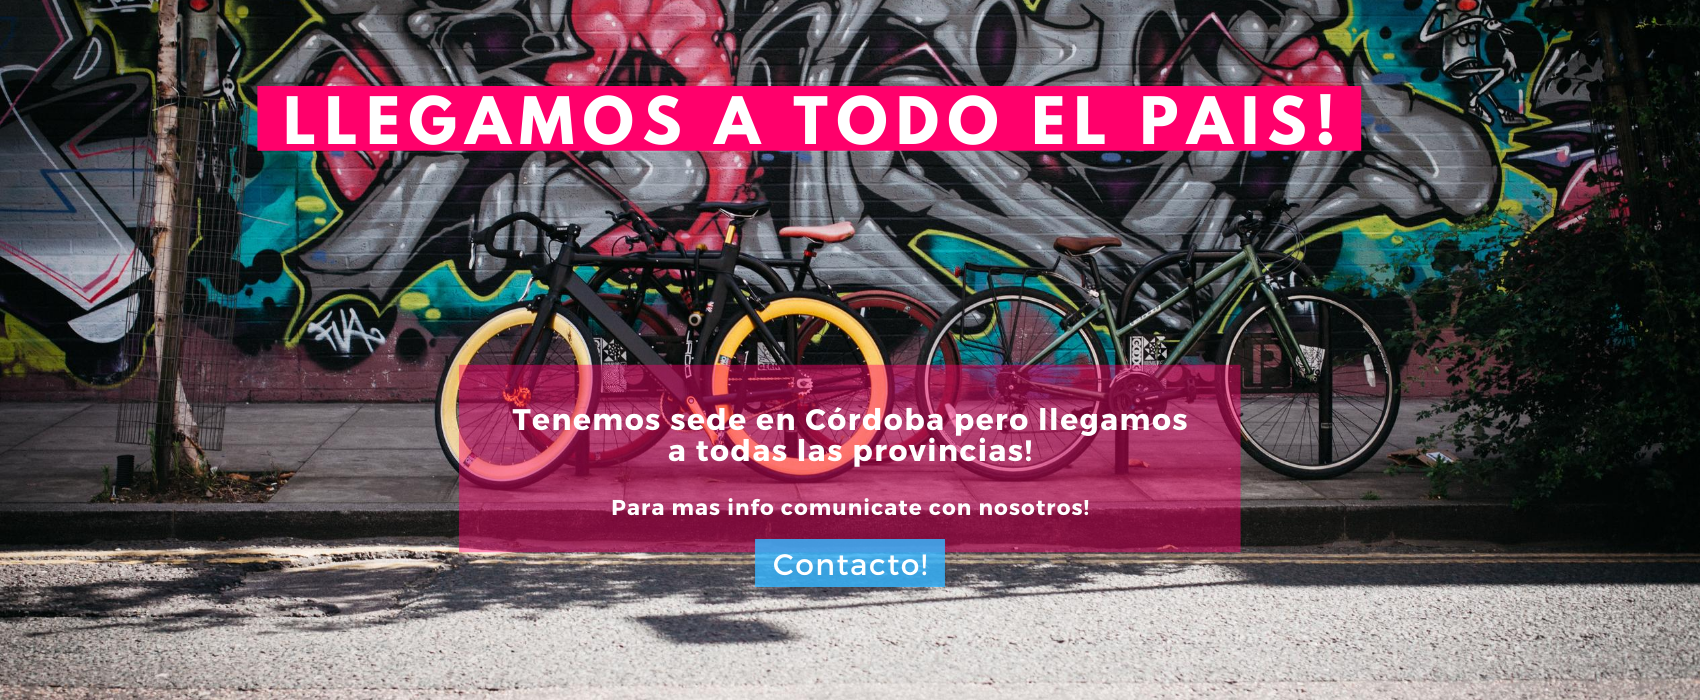 LLEGAMOS A TODO EL PAIS!
Tenemos sede en Córdoba pero llegamos
a todas las provincias!
Para mas info comunicate con nosotros!
Contacto!
P